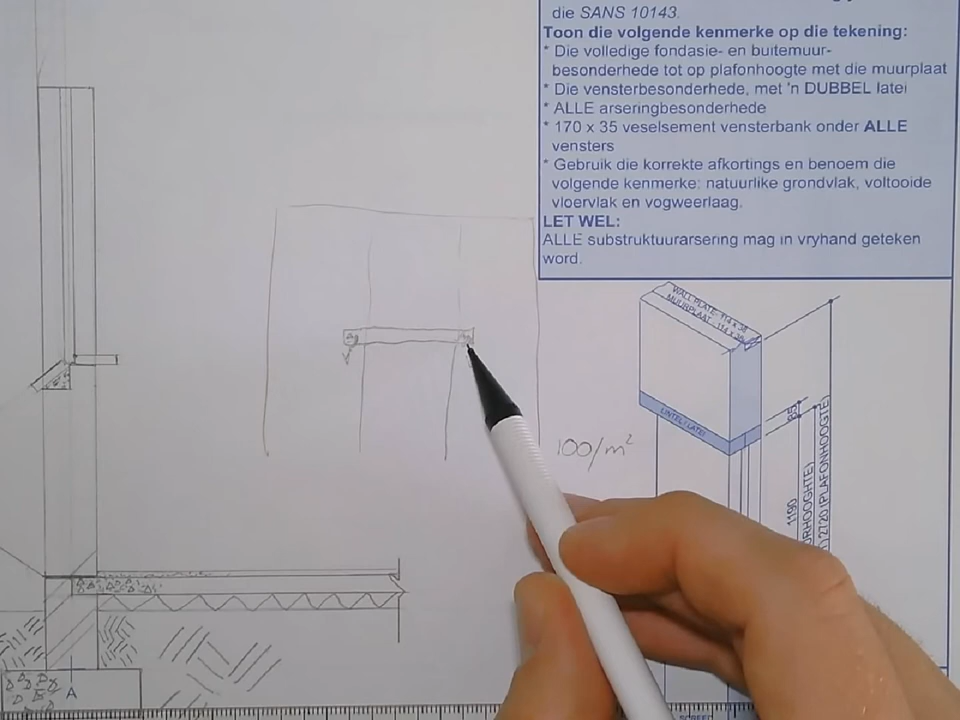 die SANS 10143.
Toon die volgende kenmerke op die tekening:
* Die volledige fondasie- en buitemuur-
besonderhede tot op plafonhoogte met die muurplaat
* Die vensterbesonderhede, met 'n DUBBEL latei
* ALLE arseringbesonderhede
* 170 x 35 veselsement vensterbank onder ALLE
vensters
* Gebruik die korrekte afkortings en benoem die
volgende kenmerke: natuurlike grondvlak, voltooide
vloervlak en vogweerlaag.
LET WEL:
ALLE substruktuurarsering mag in vryhand geteken
word.
WALL PLATE- 114 x 38
MUURPLAAT- 114 x 38
LINTEL/ LATEI
85
1190
2720 (PLAFONHOOGTE)
100/m²
A
SCREED